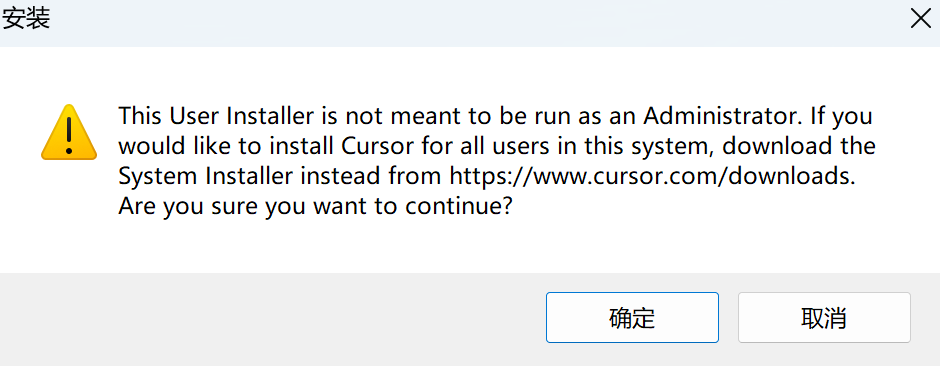 安装
This User Installer is not meant to be run as an Administrator. If you
would like to install Cursor for all users in this system, download the
System Installer instead from https://www.cursor.com/downloads.
Are you sure you want to continue?
确定
取消